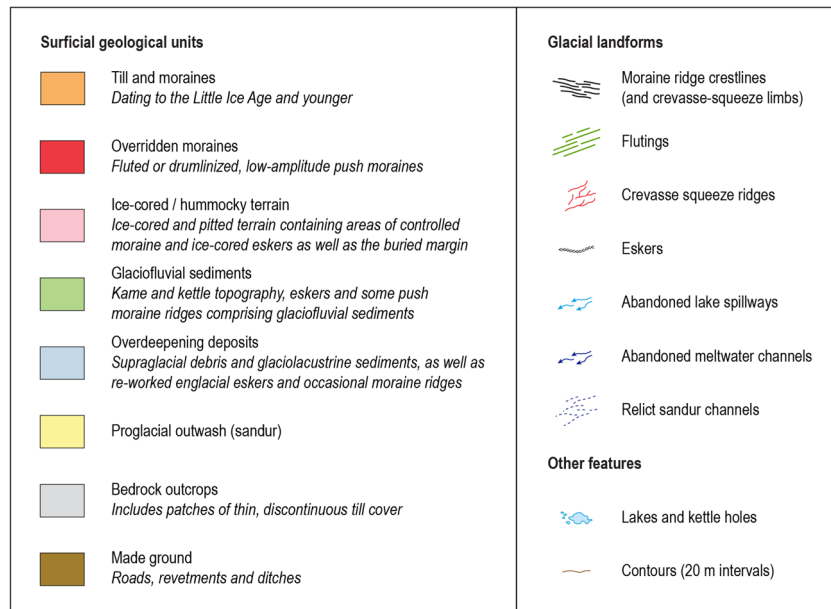 Surficial geological units
Till and moraines
Dating to the Little Ice Age and younger
Overridden moraines
Fluted or drumlinized, low-amplitude push moraines
Ice-cored / hummocky terrain
Ice-cored and pitted terrain containing areas of controlled
moraine and ice-cored eskers as well as the buried margin
Glaciofluvial sediments
Kame and kettle topography, eskers and some push
moraine ridges comprising glaciofluvial sediments
Overdeepening deposits
Supraglacial debris and glaciolacustrine sediments, as well as
re-worked englacial eskers and occasional moraine ridges
Proglacial outwash (sandur)
Bedrock outcrops
Includes patches of thin, discontinuous till cover
Made ground
Roads, revetments and ditches
Glacial landforms
Moraine ridge crestlines
(and crevasse-squeeze limbs)
Flutings
Crevasse squeeze ridges
Eskers
Abandoned lake spillways
Abandoned meltwater channels
Relict sandur channels
Other features
Lakes and kettle holes
Contours (20 m intervals)